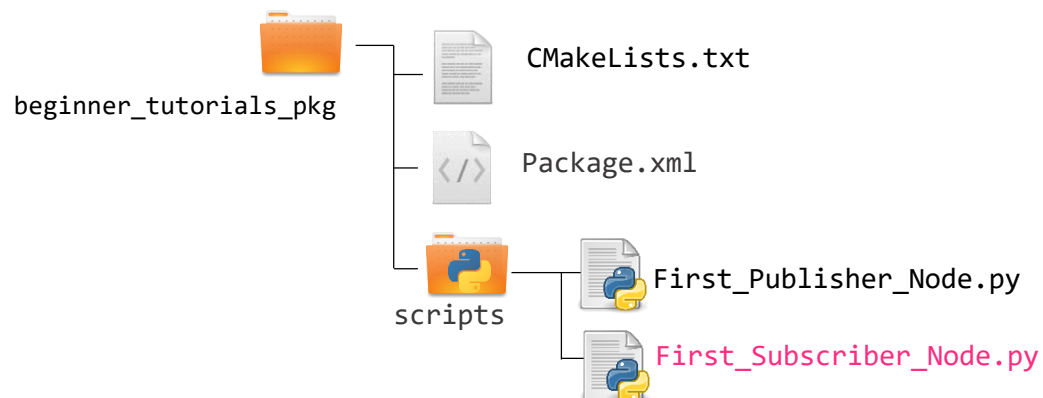 CMakeLists.txt
beginner_tutorials_pkg
</> Package.xml
First_Publisher_Node.py
scripts
First_Subscriber_Node.py